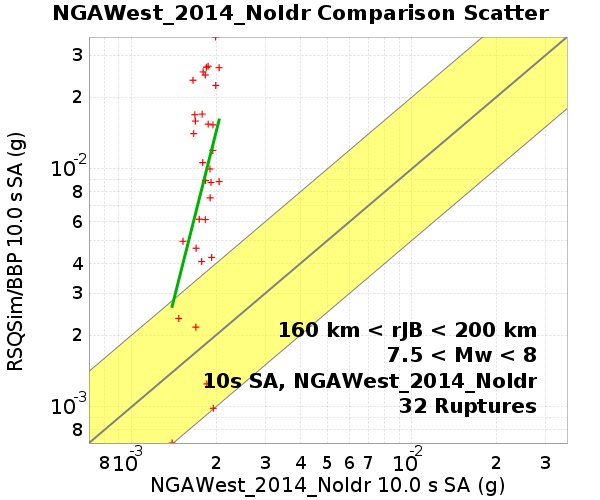 NGAWest_2014_NoIdr Comparison Scatter
RSQSim/BBP 10.0 s SA (g)
3
2
10-2
8
6
4
3
2
10-3
8
160 km < rJB < 200 km
7.5 < Mw < 8
10s SA, NGAWest_2014_NoIdr
32 Ruptures
8 10-3 2 3 4 5 6 7 10-2 2 3
NGAWest_2014_NoIdr 10.0 s SA (g)